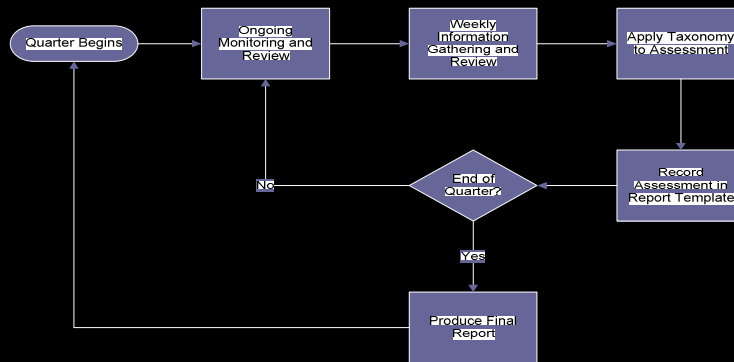 Quarter Begins
Ongoing
Monitoring and
Review
Weekly
Information
Gathering and
Review
Apply Taxonomy
to Assessment
Record
Assessment in
Report Template
End of
Quarter?
No
Yes
Produce Final
Report